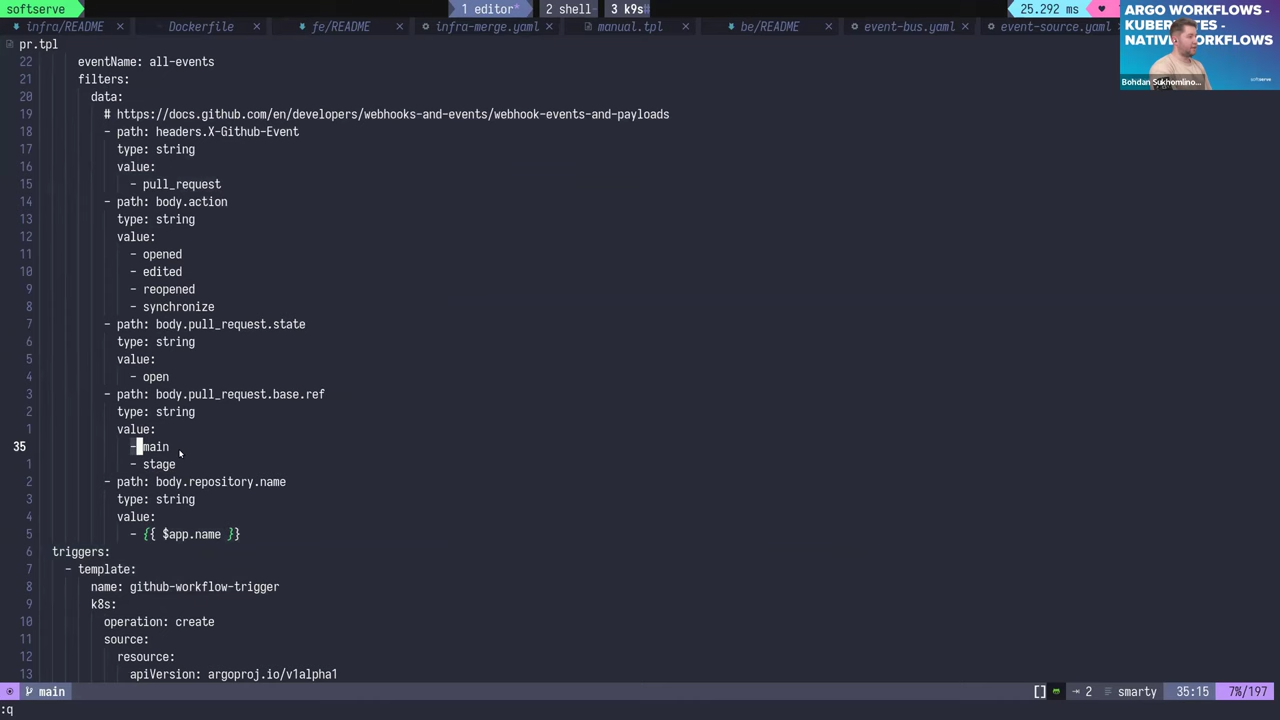 softserve
1 editor*
2 shell-
3 k9s
25.292 ms
ARGO WORKFLOWS -
KUBERNETES -
NATIVE WORKFLOWS
softserve
Bohdan Sukhomlino...
infra/README
Dockerfile
fe/README
infra-merge.yaml
manual.tpl
be/README
event-bus.yaml
event-source.yaml
pr.tpl
22 eventName: all-events
21 filters:
20 data:
19 # https://docs.github.com/en/developers/webhooks-and-events/webhook-events-and-payloads
18 - path: headers.X-Github-Event
17 type: string
16 value:
15 - pull_request
14 - path: body.action
13 type: string
12 value:
11 - opened
10 - edited
9 - reopened
8 - synchronize
7 - path: body.pull_request.state
6 type: string
5 value:
4 - open
3 - path: body.pull_request.base.ref
2 type: string
1 value:
35 - main
1 - stage
2 - path: body.repository.name
3 type: string
4 value:
5 - {{ $app.name }}
6 triggers:
7 - template:
8 name: github-workflow-trigger
9 k8s:
10 operation: create
11 source:
12 resource:
13 apiVersion: argoproj.io/v1alpha1
main
[] 2 smarty 35:15 7%/197
:q